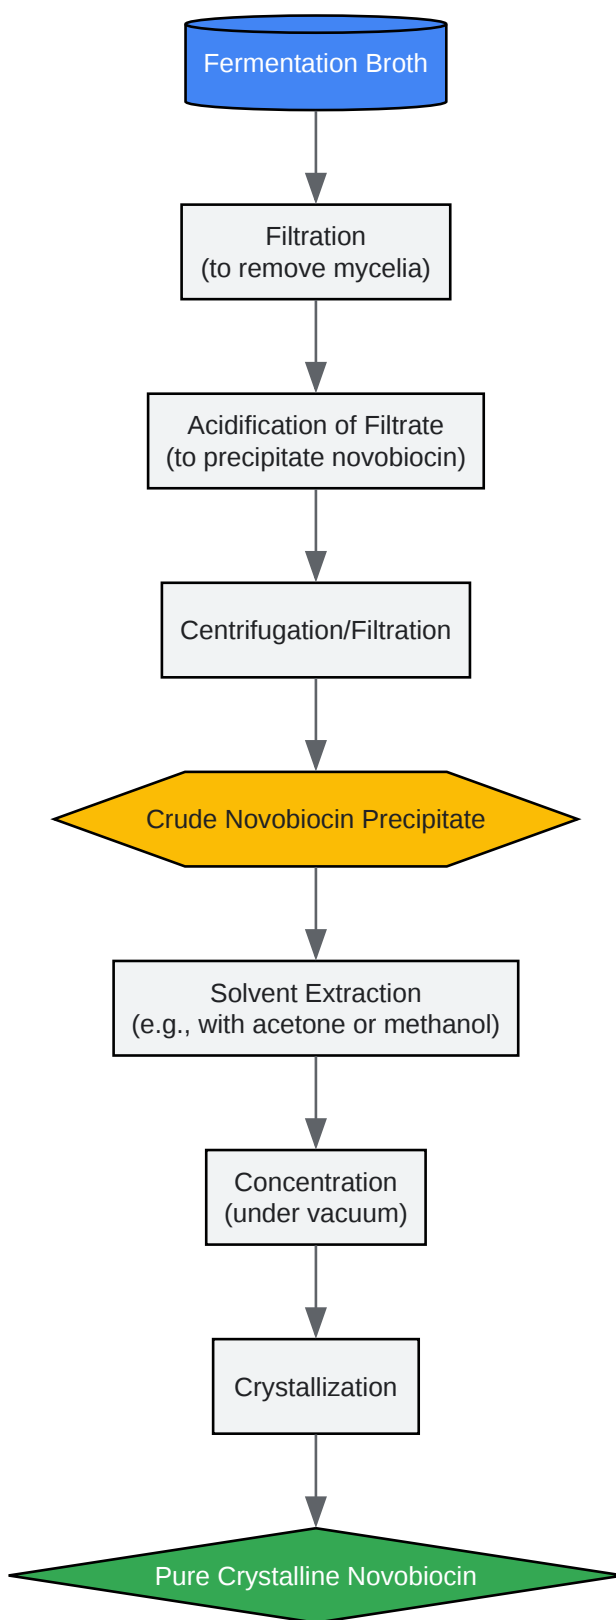 Fermentation Broth
Filtration
(to remove mycelia)
Acidification of Filtrate
(to precipitate novobiocin)
Centrifugation/Filtration
Crude Novobiocin Precipitate
Solvent Extraction
(e.g., with acetone or methanol)
Concentration
(under vacuum)
Crystallization
Pure Crystalline Novobiocin